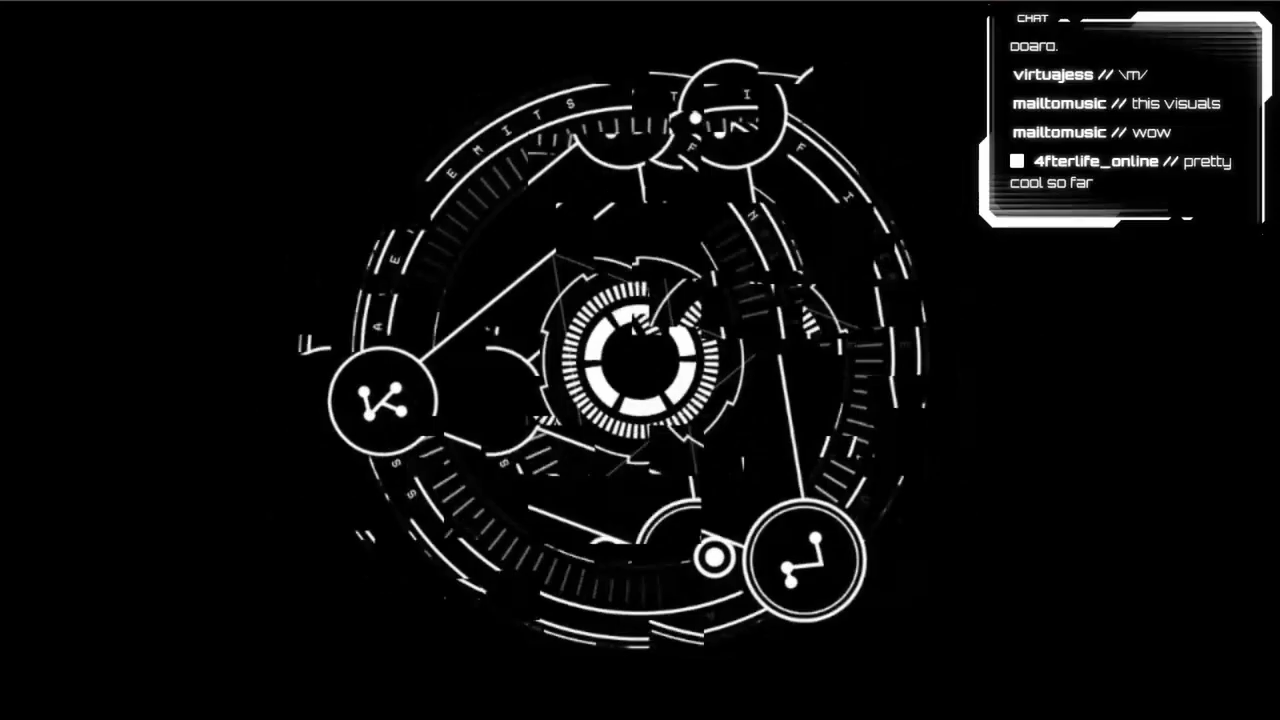 CHAT
board.
virtuajess // \m/
mailtomusic // this visuals
mailtomusic // wow
4fterlife_online // pretty
cool so far
E M I T S
T I
F I
N
E
A
S
S
S